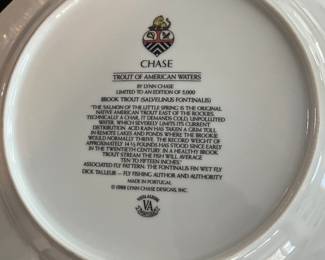 CHASE
TROUT OF AMERICAN WATERS
BY LYNN CHASE
LIMITED TO AN EDITION OF 5,000
BROOK TROUT (SALVELINUS FONTINALIS)
"THE SALMON OF THE LITTLE SPRING IS THE ORIGINAL
NATIVE AMERICAN TROUT EAST OF THE ROCKIES.
TECHNICALLY A CHAR, IT DEMANDS COLD, UNPOLLUTED
WATER, WHICH SEVERELY LIMITS ITS CURRENT
DISTRIBUTION. ACID RAIN HAS TAKEN A GRIM TOLL
IN REMOTE LAKES AND PONDS, WHERE THE BROOKIE
WOULD NORMALLY THRIVE. THE RECORD WEIGHT OF
APPROXIMATELY 14½ POUNDS HAS STOOD SINCE EARLY
IN THE TWENTIETH CENTURY. IN A HEALTHY BROOK
TROUT STREAM THE FISH WILL AVERAGE
TEN TO FIFTEEN INCHES."
ASSOCIATED FLY PATTERN: THE FONTINALIS FIN WET FLY
DICK TALLEUR – FLY FISHING AUTHOR AND AUTHORITY
MADE IN PORTUGAL
©1988 LYNN CHASE DESIGNS, INC.
VISTA ALEGRE
VA
PORTUGAL